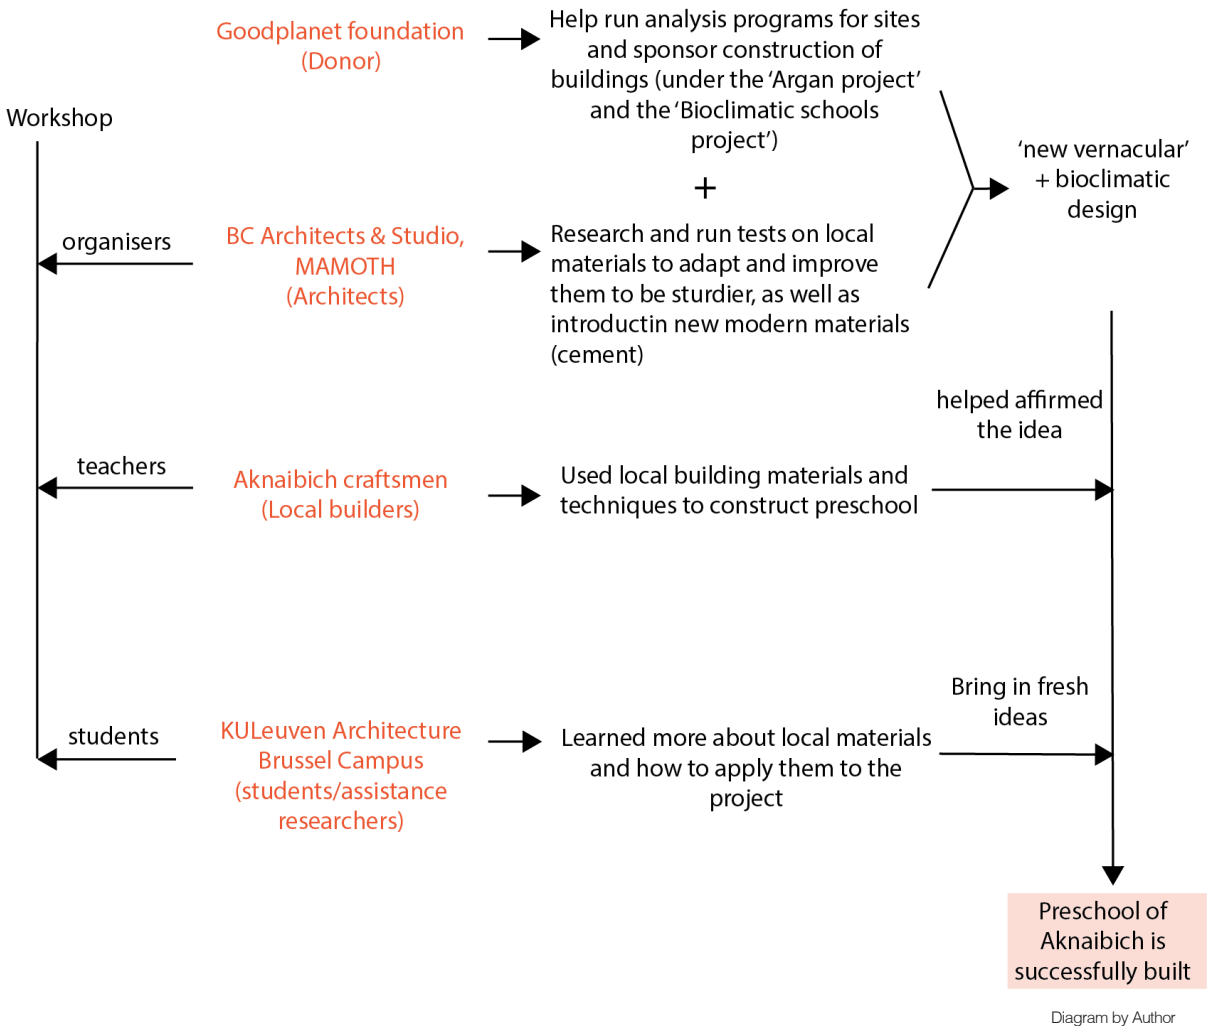 Goodplanet foundation
(Donor)
Help run analysis programs for sites
and sponsor construction of
buildings (under the ‘Argan project’
and the ‘Bioclimatic schools
project’)
Workshop
+
‘new vernacular’
+ bioclimatic
design
organisers
BC Architects & Studio,
MAMOTH
(Architects)
Research and run tests on local
materials to adapt and improve
them to be sturdier, as well as
introductin new modern materials
(cement)
helped affirmed
the idea
teachers
Aknaibich craftsmen
(Local builders)
Used local building materials and
techniques to construct preschool
Bring in fresh
ideas
students
KULeuven Architecture
Brussel Campus
(students/assistance
researchers)
Learned more about local materials
and how to apply them to the
project
Preschool of
Aknaibich is
successfully built
Diagram by Author